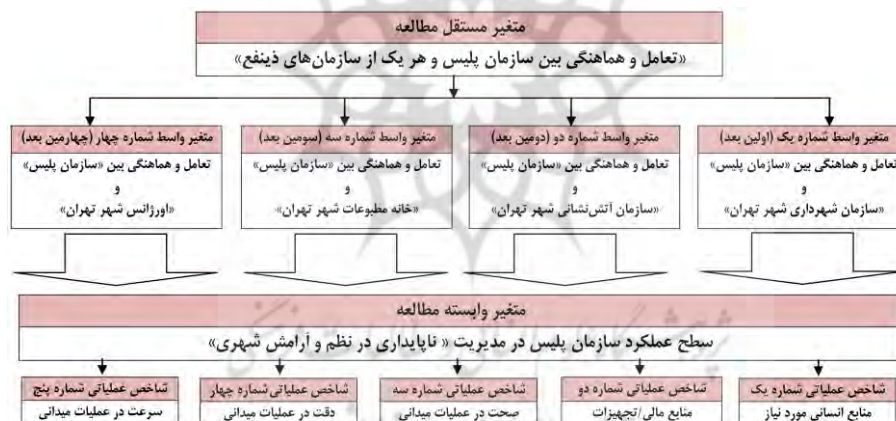 متغیر مستقل مطالعه
«تعامل و هماهنگی بین سازمان پلیس و هر یک از سازمان‌های ذینفع»
متغیر واسط شماره یک (اولین بعد)
تعامل و هماهنگی بین «سازمان پلیس»
و
«سازمان شهرداری شهر تهران»
متغیر واسط شماره دو (دومین بعد)
تعامل و هماهنگی بین «سازمان پلیس»
و
«سازمان آتش‌نشانی شهر تهران»
متغیر واسط شماره سه (سومین بعد)
تعامل و هماهنگی بین «سازمان پلیس»
و
«خانه مطبوعات شهر تهران»
متغیر واسط شماره چهار (چهارمین بعد)
تعامل و هماهنگی بین «سازمان پلیس»
و
«اورژانس شهر تهران»
متغیر وابسته مطالعه
سطح عملکرد سازمان پلیس در مدیریت « ناپایداری در نظم و آرامش شهری»
شاخص عملیاتی شماره یک
منابع انسانی مورد نیاز
شاخص عملیاتی شماره دو
منابع مالی/تجهیزات
شاخص عملیاتی شماره سه
صحت در عملیات میدانی
شاخص عملیاتی شماره چهار
دقت در عملیات میدانی
شاخص عملیاتی شماره پنج
سرعت در عملیات میدانی